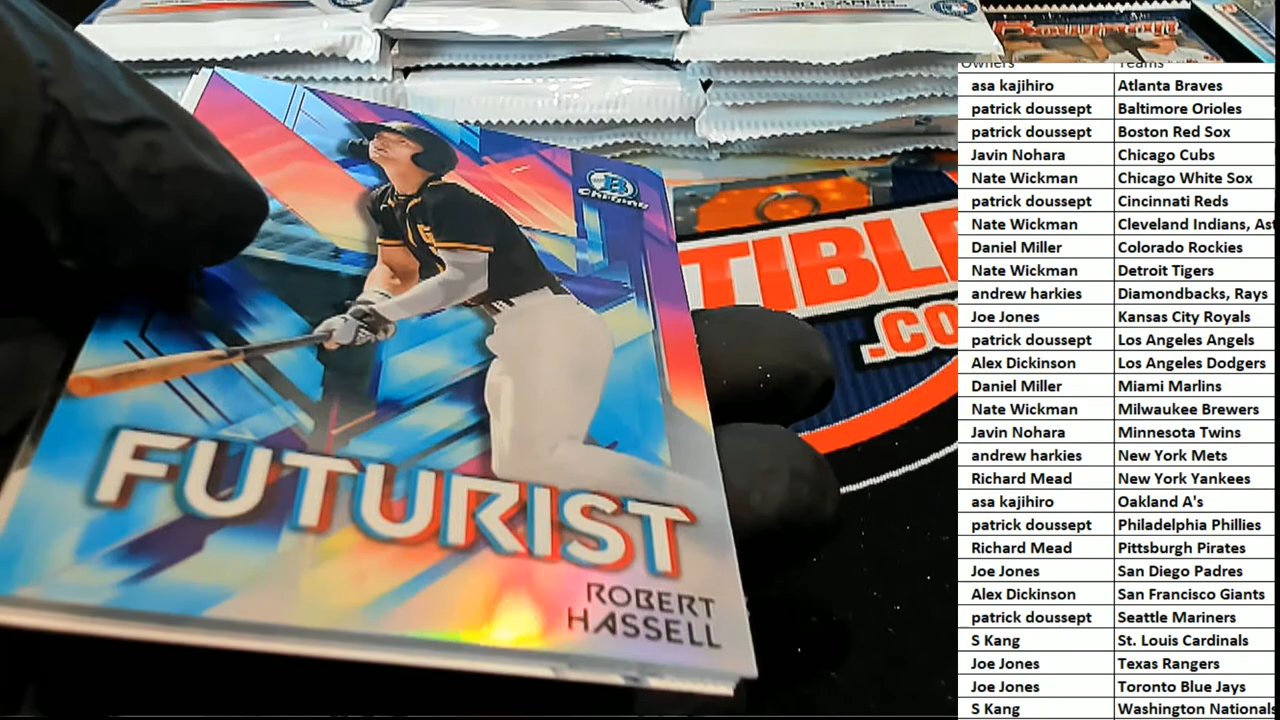 Bowman
TIBLE
.CO
B
CHROME
FUTURIST
ROBERT
HASSELL
Owners Teams
asa kajihiro Atlanta Braves
patrick doussept Baltimore Orioles
patrick doussept Boston Red Sox
Javin Nohara Chicago Cubs
Nate Wickman Chicago White Sox
patrick doussept Cincinnati Reds
Nate Wickman Cleveland Indians, Ast
Daniel Miller Colorado Rockies
Nate Wickman Detroit Tigers
andrew harkies Diamondbacks, Rays
Joe Jones Kansas City Royals
patrick doussept Los Angeles Angels
Alex Dickinson Los Angeles Dodgers
Daniel Miller Miami Marlins
Nate Wickman Milwaukee Brewers
Javin Nohara Minnesota Twins
andrew harkies New York Mets
Richard Mead New York Yankees
asa kajihiro Oakland A's
patrick doussept Philadelphia Phillies
Richard Mead Pittsburgh Pirates
Joe Jones San Diego Padres
Alex Dickinson San Francisco Giants
patrick doussept Seattle Mariners
S Kang St. Louis Cardinals
Joe Jones Texas Rangers
Joe Jones Toronto Blue Jays
S Kang Washington Nationals